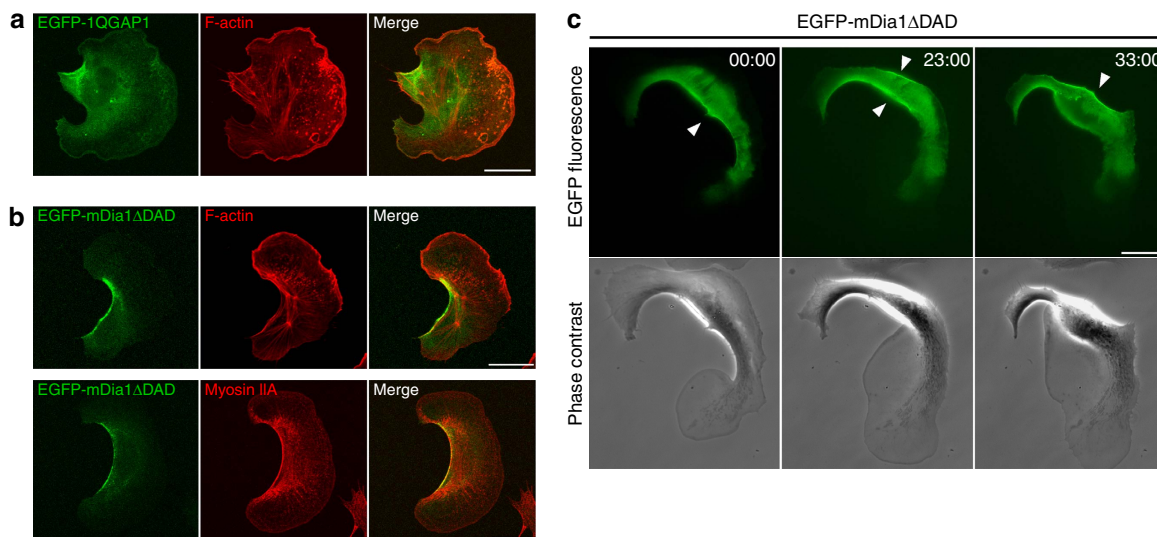 a
EGFP-1QGAP1
F-actin
Merge
b
EGFP-mDia1ΔDAD
F-actin
Merge
EGFP-mDia1ΔDAD
Myosin IIA
Merge
c
EGFP-mDia1ΔDAD
EGFP fluorescence
00:00
23:00
33:00
Phase contrast